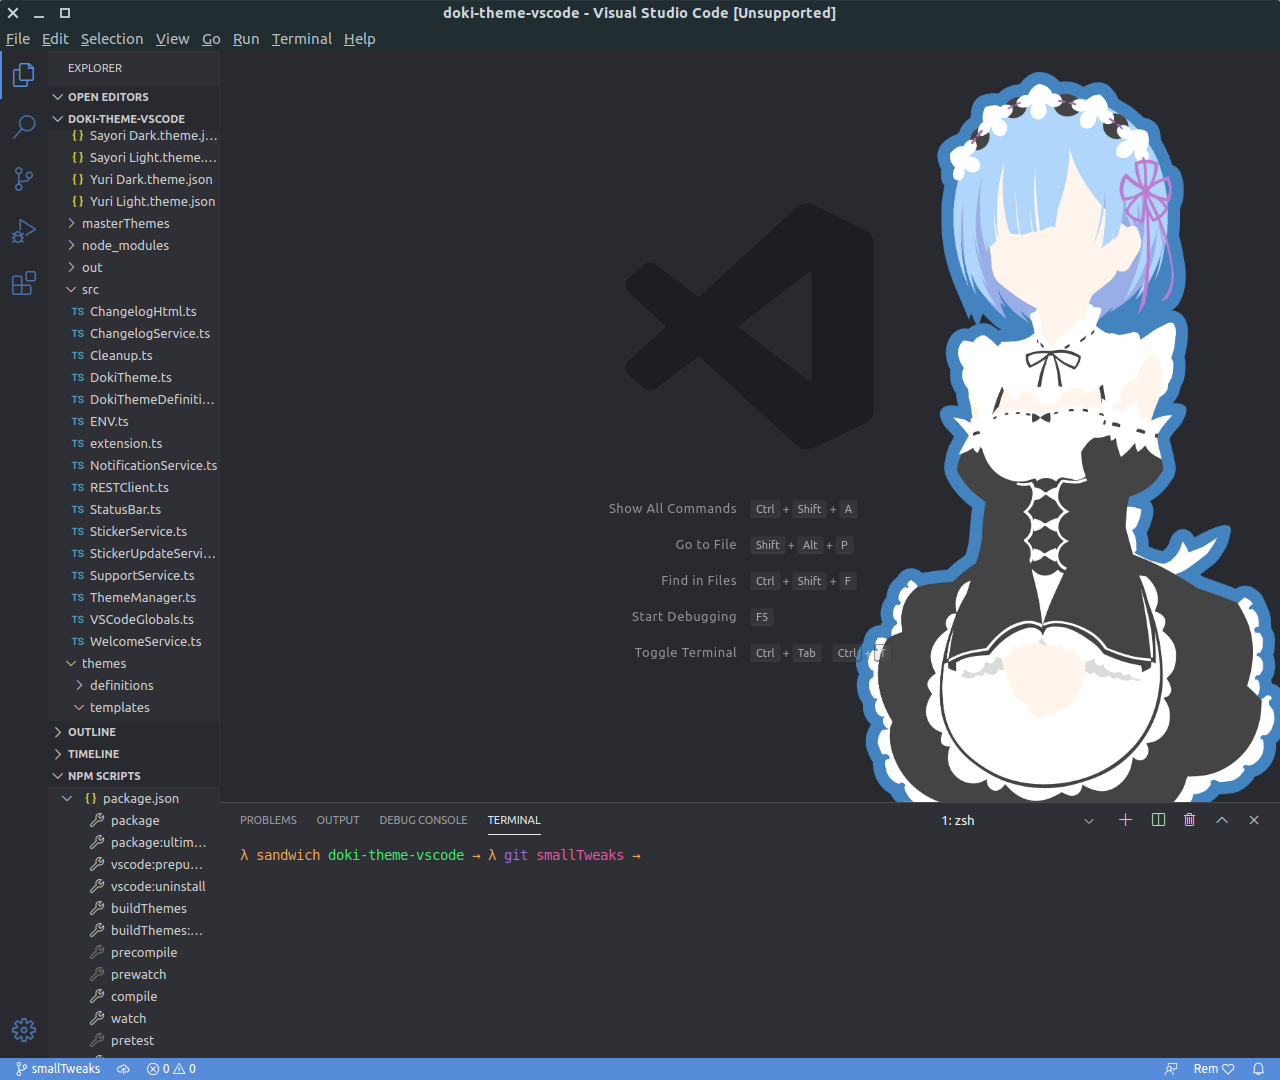 doki-theme-vscode - Visual Studio Code [Unsupported]
File Edit Selection View Go Run Terminal Help
EXPLORER
OPEN EDITORS
DOKI-THEME-VSCODE
{} Sayori Dark.theme.j...
{} Sayori Light.theme....
{} Yuri Dark.theme.json
{} Yuri Light.theme.json
masterThemes
node_modules
out
src
TS ChangelogHtml.ts
TS ChangelogService.ts
TS Cleanup.ts
TS DokiTheme.ts
TS DokiThemeDefiniti...
TS ENV.ts
TS extension.ts
TS NotificationService.ts
TS RESTClient.ts
TS StatusBar.ts
TS StickerService.ts
TS StickerUpdateServi...
TS SupportService.ts
TS ThemeManager.ts
TS VSCodeGlobals.ts
TS WelcomeService.ts
themes
definitions
templates
OUTLINE
TIMELINE
NPM SCRIPTS
{} package.json
package
package:ultim...
vscode:prepu...
vscode:uninstall
buildThemes
buildThemes:...
precompile
prewatch
compile
watch
pretest
Show All Commands Ctrl + Shift + A
Go to File Shift + Alt + P
Find in Files Ctrl + Shift + F
Start Debugging F5
Toggle Terminal Ctrl + Tab Ctrl + T
PROBLEMS OUTPUT DEBUG CONSOLE TERMINAL 1: zsh
λ sandwich doki-theme-vscode → λ git smallTweaks →
smallTweaks 0 0 Rem